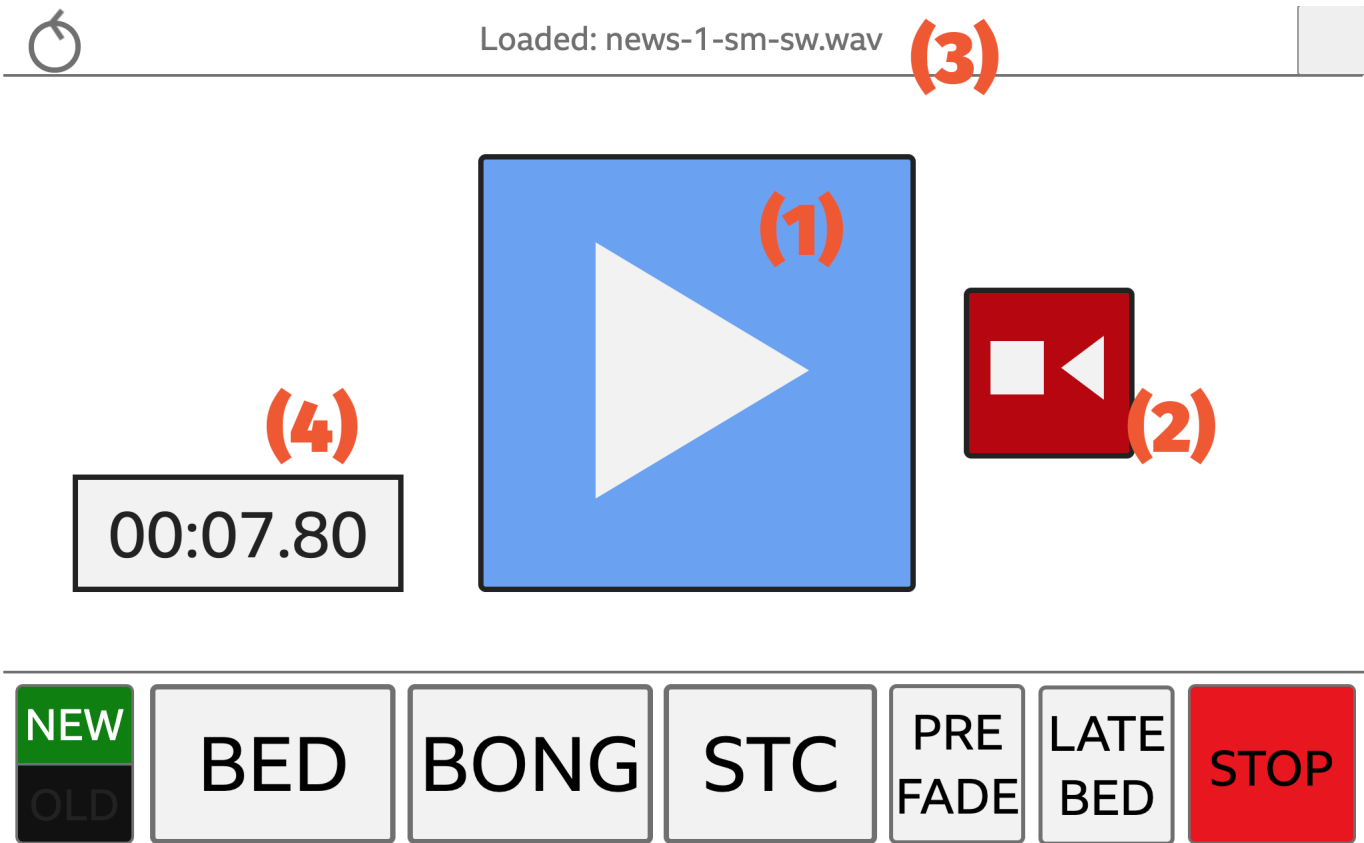 Loaded: news-1-sm-sw.wav
(3)
(1)
(2)
(4)
00:07.80
NEW
OLD
BED
BONG
STC
PRE
FADE
LATE
BED
STOP